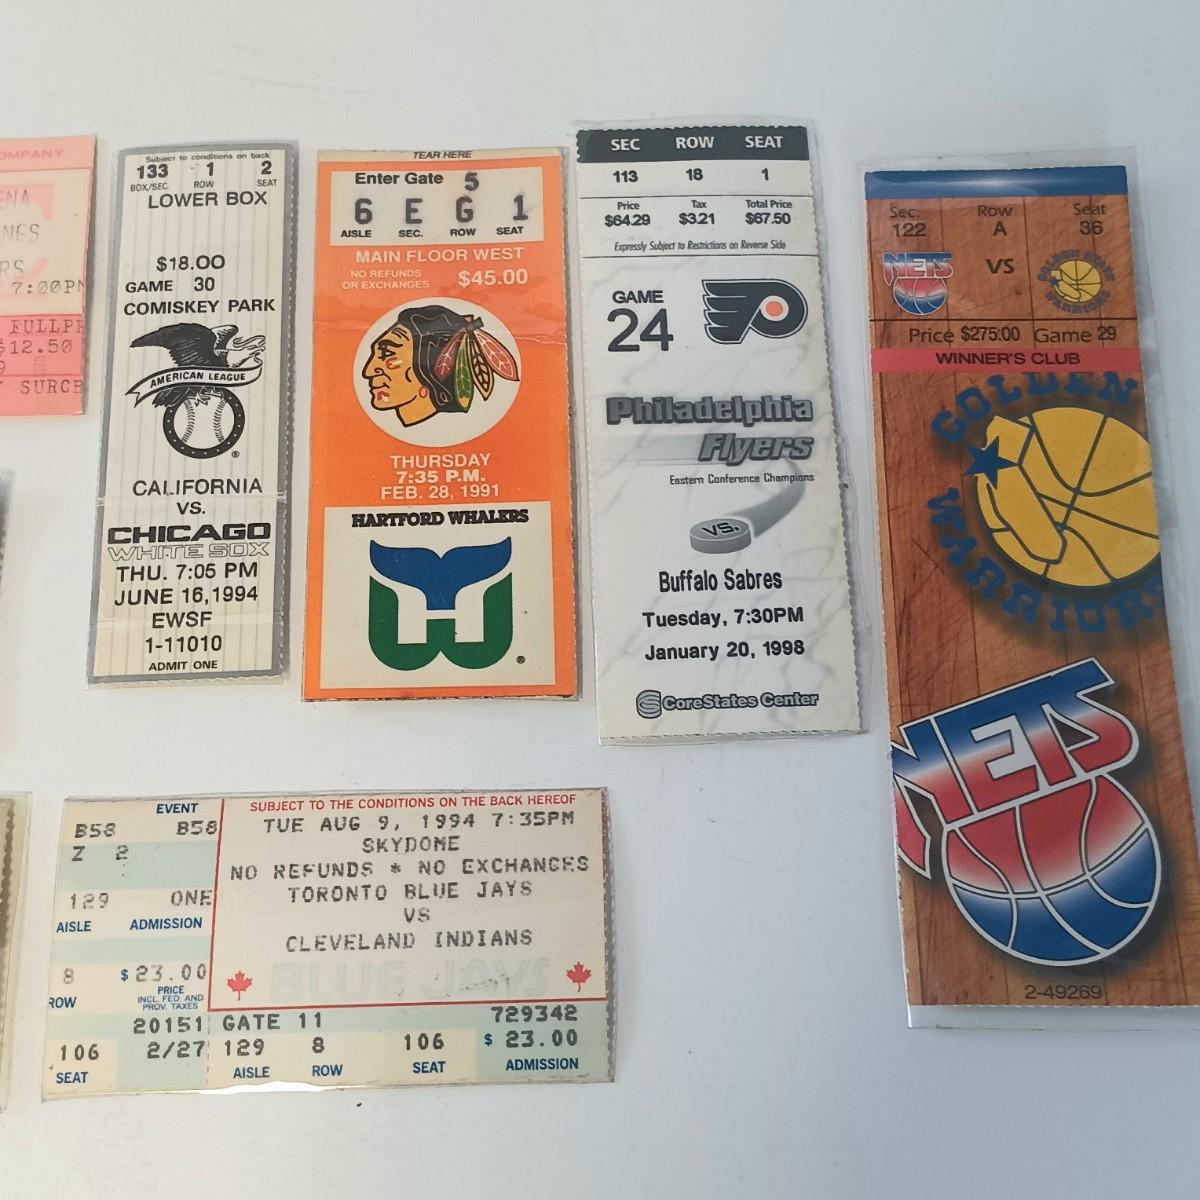 OMPANY
ENA
NGS
RS
7:00PM
FULLPR
$12.50
9
Y SURCE
Subject to conditions on back
133 1 2
BOX/SEC. ROW SEAT
LOWER BOX
$18.00
GAME 30
COMISKEY PARK
AMERICAN LEAGUE
®
CALIFORNIA
VS.
CHICAGO
WHITE SOX
THU. 7:05 PM
JUNE 16,1994
EWSF
1-11010
ADMIT ONE
TEAR HERE
Enter Gate 5
6 E G 1
AISLE SEC. ROW SEAT
MAIN FLOOR WEST
NO REFUNDS
OR EXCHANGES $45.00
THURSDAY
7:35 P.M.
FEB. 28, 1991
HARTFORD WHALERS
®
SEC ROW SEAT
113 18 1
Price Tax Total Price
$64.29 $3.21 $67.50
Expressly Subject to Restrictions on Reverse Side
GAME
24
Philadelphia
Flyers
Eastern Conference Champions
VS.
Buffalo Sabres
Tuesday, 7:30PM
January 20, 1998
CoreStates Center
Sec. Row Seat
122 A 36
NETS VS GOLDEN STATE WARRIORS
Price $275.00 Game 29
WINNER'S CLUB
GOLDEN
WARRIORS
NETS
2-49269
EVENT
B58 B58
Z 2
129 ONE
AISLE ADMISSION
8 $23.00
ROW PRICE
INCL. FED. AND
PROV. TAXES
20151
106 2/27
SEAT
SUBJECT TO THE CONDITIONS ON THE BACK HEREOF
TUE AUG 9, 1994 7:35PM
SKYDOME
NO REFUNDS * NO EXCHANGES
TORONTO BLUE JAYS
VS
CLEVELAND INDIANS
BLUE JAYS
GATE 11 729342
129 8 106 $ 23.00
AISLE ROW SEAT ADMISSION